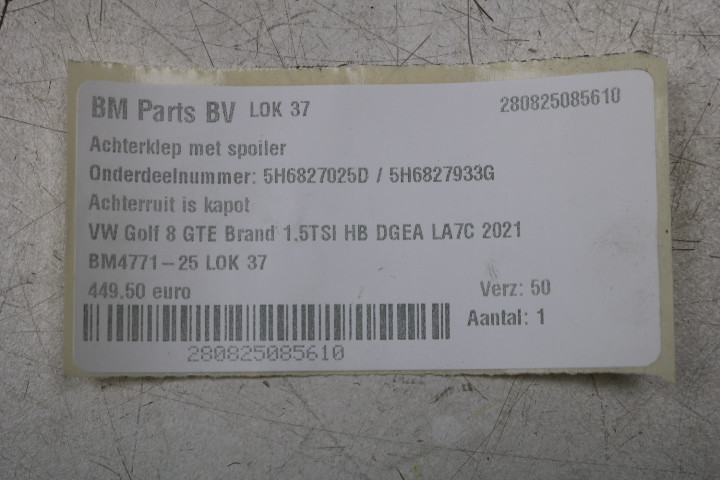 BM Parts BV LOK 37 280825085610
Achterklep met spoiler
Onderdeelnummer: 5H6827025D / 5H6827933G
Achterruit is kapot
VW Golf 8 GTE Brand 1.5TSI HB DGEA LA7C 2021
BM4771-25 LOK 37
449.50 euro Verz: 50
Aantal: 1
280825085610